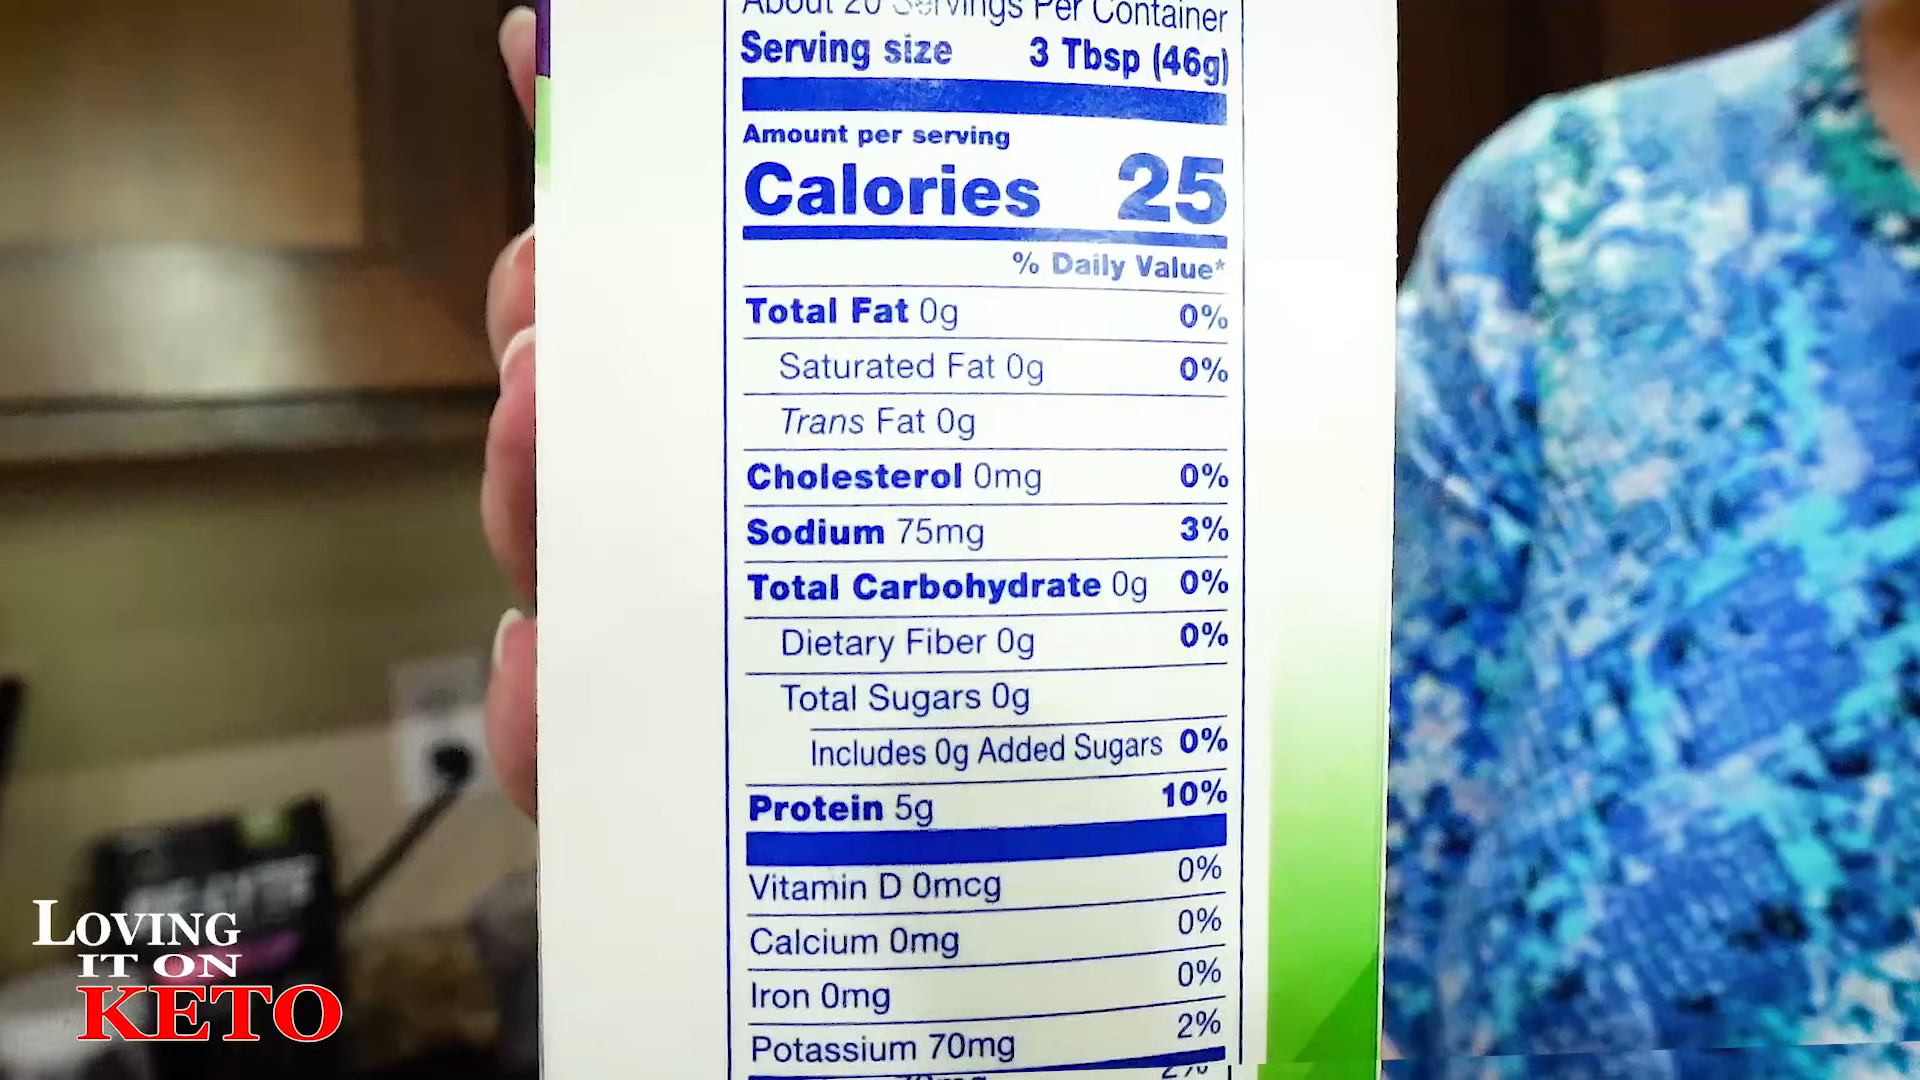 About 20 Servings Per Container
Serving size 3 Tbsp (46g)
Amount per serving
Calories 25
% Daily Value*
Total Fat 0g 0%
Saturated Fat 0g 0%
Trans Fat 0g
Cholesterol 0mg 0%
Sodium 75mg 3%
Total Carbohydrate 0g 0%
Dietary Fiber 0g 0%
Total Sugars 0g
Includes 0g Added Sugars 0%
Protein 5g 10%
Vitamin D 0mcg 0%
Calcium 0mg 0%
Iron 0mg 0%
Potassium 70mg 2%
LOVING
IT ON
KETO